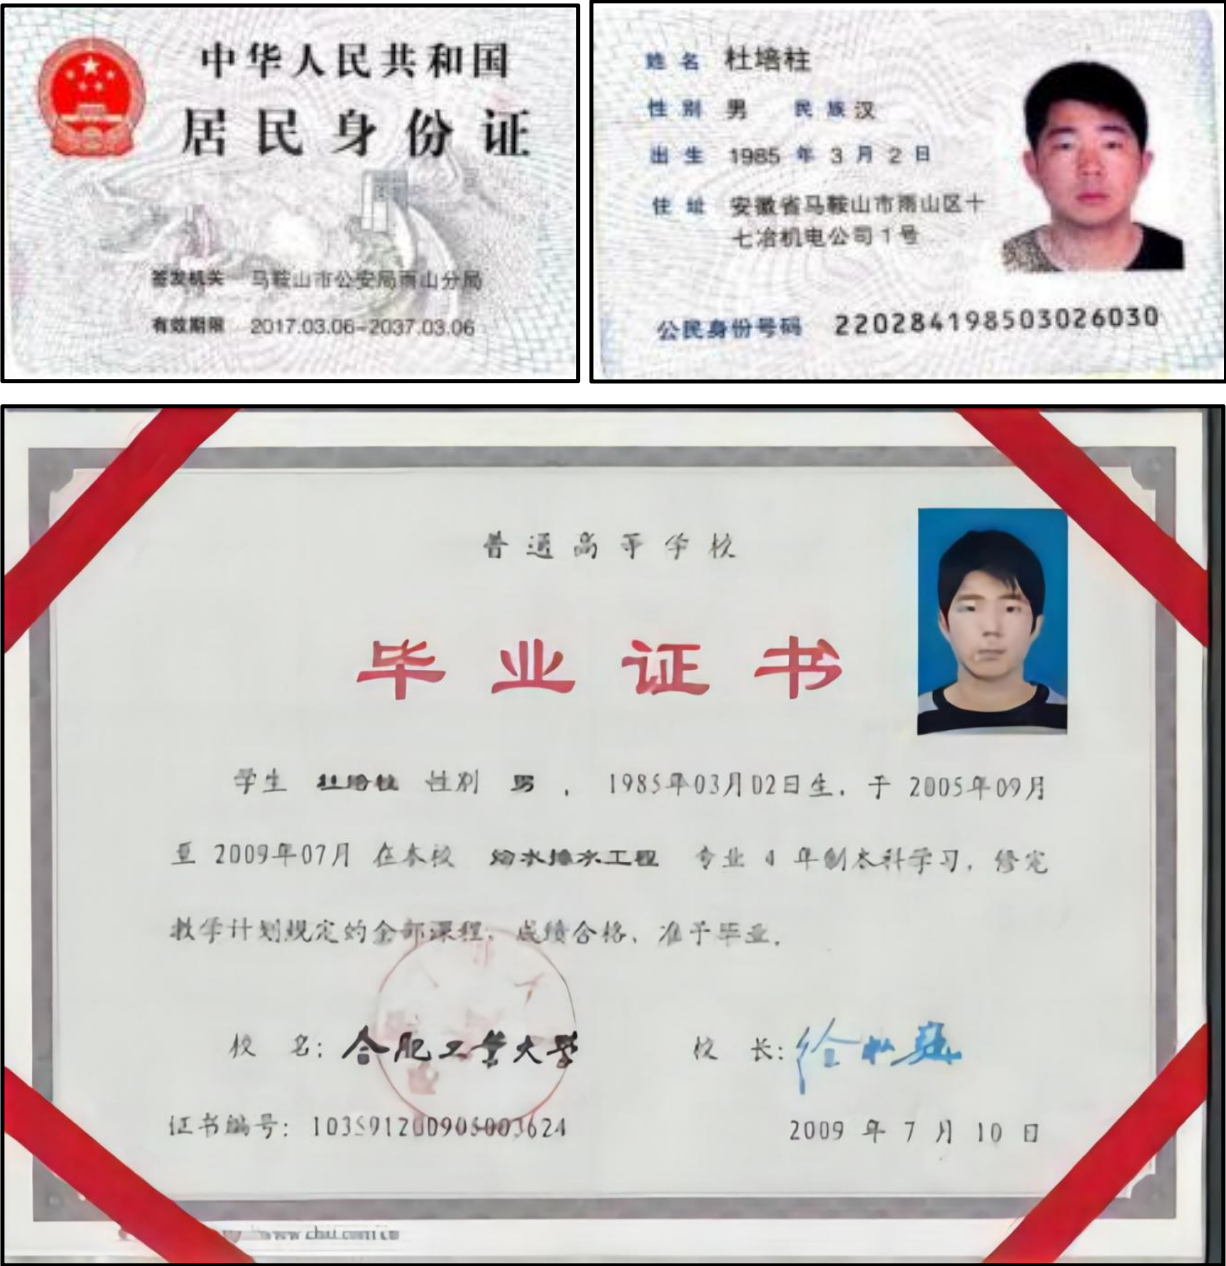 中华人民共和国
居民身份证
签发机关 马鞍山市公安局雨山分局
有效期限 2017.03.06-2037.03.06
姓名 杜培柱
性别 男 民族 汉
出生 1985 年 3 月 2 日
住址 安徽省马鞍山市雨山区十
七冶机电公司1号
公民身份号码 220284198503026030
普通高等学校
毕业证书
学生 杜培柱 性别 男 , 1985年03月02日生, 于 2005年09月
至 2009年07月 在本校 给水排水工程 专业 4 年制本科学习, 修完
教学计划规定的全部课程, 成绩合格, 准予毕业。
校 名: 合肥工业大学 校 长:
证书编号: 103591200905003624
2009 年 7 月 10 日